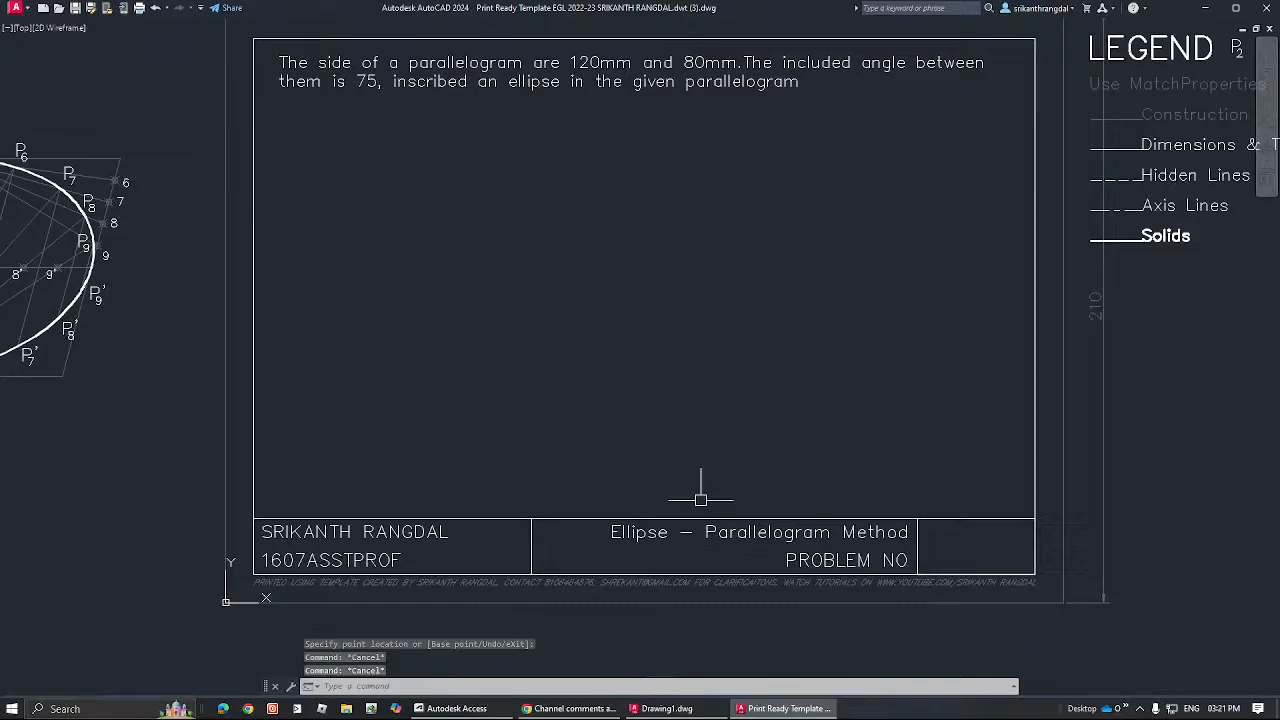 Share
Autodesk AutoCAD 2024 Print Ready Template EGL 2022-23 SRIKANTH RANGDAL.dwt (3).dwg
Type a keyword or phrase
srikanthrangdal
[−][Top][2D Wireframe]
The side of a parallelogram are 120mm and 80mm.The included angle between
them is 75, inscribed an ellipse in the given parallelogram
LEGEND
P2
Use MatchProperties
Construction
Dimensions & T
Hidden Lines
Axis Lines
Solids
210
P6
P7
6
P8
7
8
P9
9
8'
9'
P9'
P8'
P7'
SRIKANTH RANGDAL
Ellipse − Parallelogram Method
1607ASSTPROF
PROBLEM NO
Y
X
Specify point location or [Base point/Undo/eXit]:
Command: *Cancel*
Command: *Cancel*
Type a command
Search
Autodesk Access
Channel comments a...
Drawing1.dwg
Print Ready Template ...
Desktop
ENG
03:21 PM